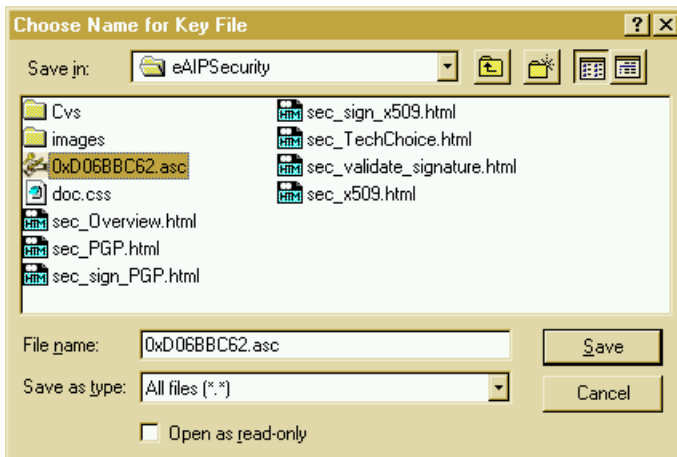 Choose Name for Key File
Save in: eAIPSecurity
Cvs
images
0xD06BBC62.asc
doc.css
sec_Overview.html
sec_PGP.html
sec_sign_PGP.html
sec_sign_x509.html
sec_TechChoice.html
sec_validate_signature.html
sec_x509.html
File name: 0xD06BBC62.asc
Save
Save as type: All files (*.*)
Cancel
Open as read-only